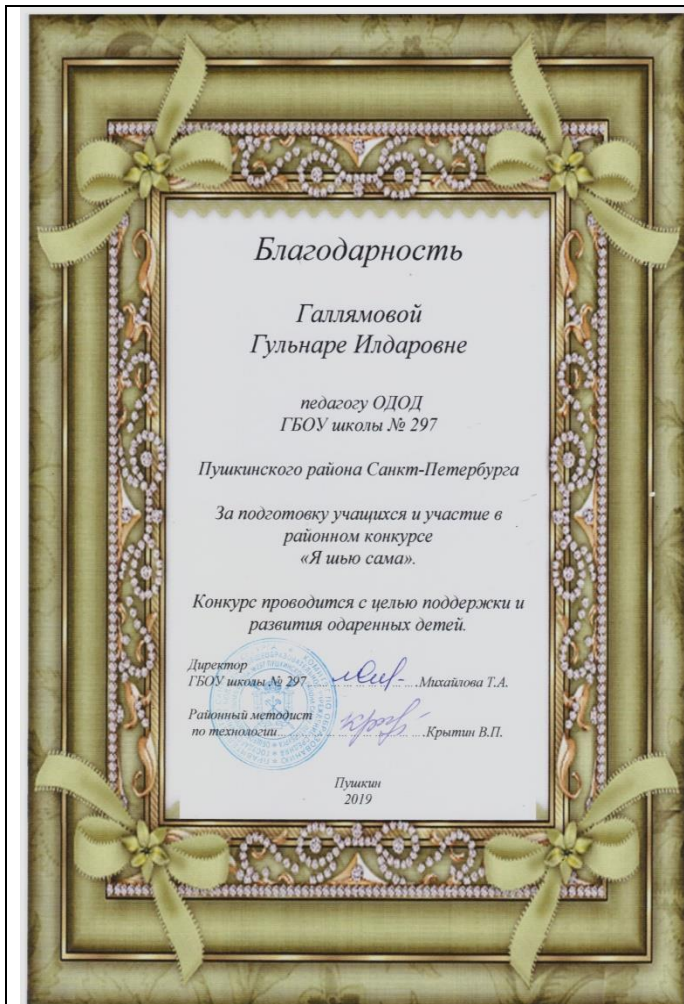 Благодарность
Галлямовой
Гульнаре Илдаровне
педагогу ОДОД
ГБОУ школы № 297
Пушкинского района Санкт-Петербурга
За подготовку учащихся и участие в
районном конкурсе
«Я шью сама».
Конкурс проводится с целью поддержки и
развития одаренных детей.
Директор
ГБОУ школы № 297 Михайлова Т.А.
Районный методист
по технологии Крытин В.П.
Пушкин
2019